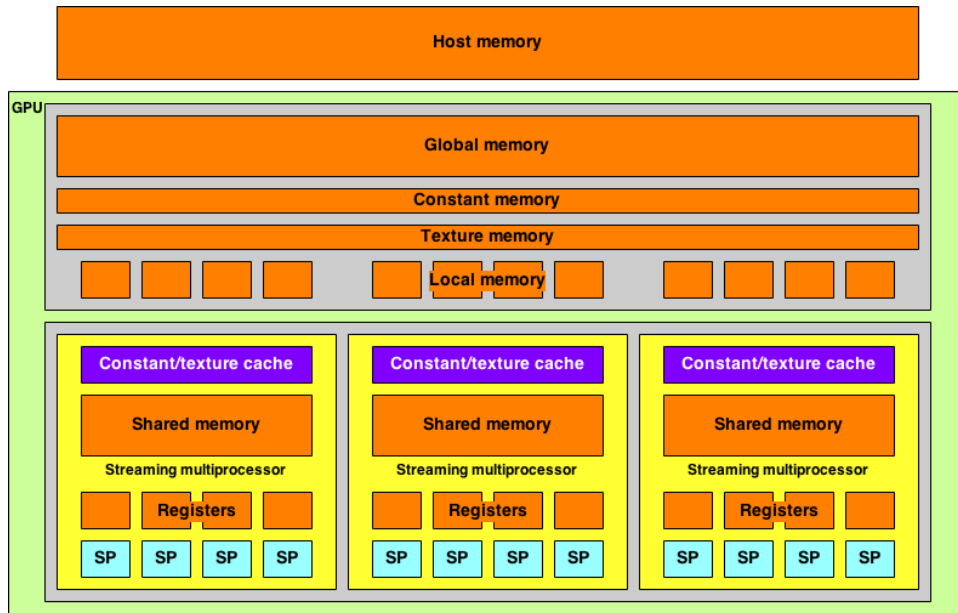 Host memory
GPU
Global memory
Constant memory
Texture memory
Local memory
Constant/texture cache
Constant/texture cache
Constant/texture cache
Shared memory
Shared memory
Shared memory
Streaming multiprocessor
Streaming multiprocessor
Streaming multiprocessor
Registers
Registers
Registers
SP SP SP SP
SP SP SP SP
SP SP SP SP